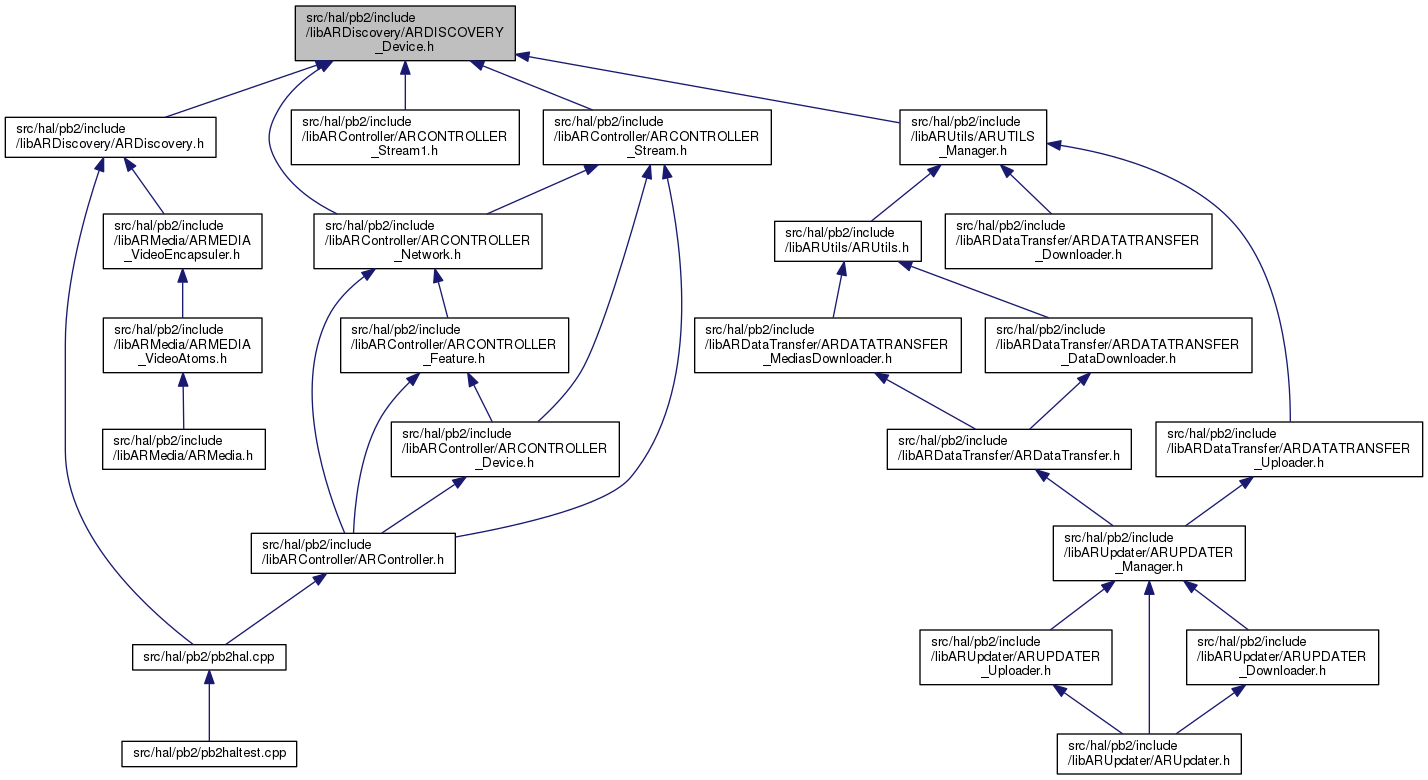 src/hal/pb2/include
/libARDiscovery/ARDISCOVERY
_Device.h
src/hal/pb2/include
/libARDiscovery/ARDiscovery.h
src/hal/pb2/include
/libARController/ARCONTROLLER
_Stream1.h
src/hal/pb2/include
/libARController/ARCONTROLLER
_Stream.h
src/hal/pb2/include
/libARUtils/ARUTILS
_Manager.h
src/hal/pb2/include
/libARMedia/ARMEDIA
_VideoEncapsuler.h
src/hal/pb2/include
/libARController/ARCONTROLLER
_Network.h
src/hal/pb2/include
/libARUtils/ARUtils.h
src/hal/pb2/include
/libARDataTransfer/ARDATATRANSFER
_Downloader.h
src/hal/pb2/include
/libARMedia/ARMEDIA
_VideoAtoms.h
src/hal/pb2/include
/libARController/ARCONTROLLER
_Feature.h
src/hal/pb2/include
/libARDataTransfer/ARDATATRANSFER
_MediasDownloader.h
src/hal/pb2/include
/libARDataTransfer/ARDATATRANSFER
_DataDownloader.h
src/hal/pb2/include
/libARMedia/ARMedia.h
src/hal/pb2/include
/libARController/ARCONTROLLER
_Device.h
src/hal/pb2/include
/libARDataTransfer/ARDataTransfer.h
src/hal/pb2/include
/libARDataTransfer/ARDATATRANSFER
_Uploader.h
src/hal/pb2/include
/libARController/ARController.h
src/hal/pb2/include
/libARUpdater/ARUPDATER
_Manager.h
src/hal/pb2/pb2hal.cpp
src/hal/pb2/include
/libARUpdater/ARUPDATER
_Uploader.h
src/hal/pb2/include
/libARUpdater/ARUPDATER
_Downloader.h
src/hal/pb2/pb2haltest.cpp
src/hal/pb2/include
/libARUpdater/ARUpdater.h